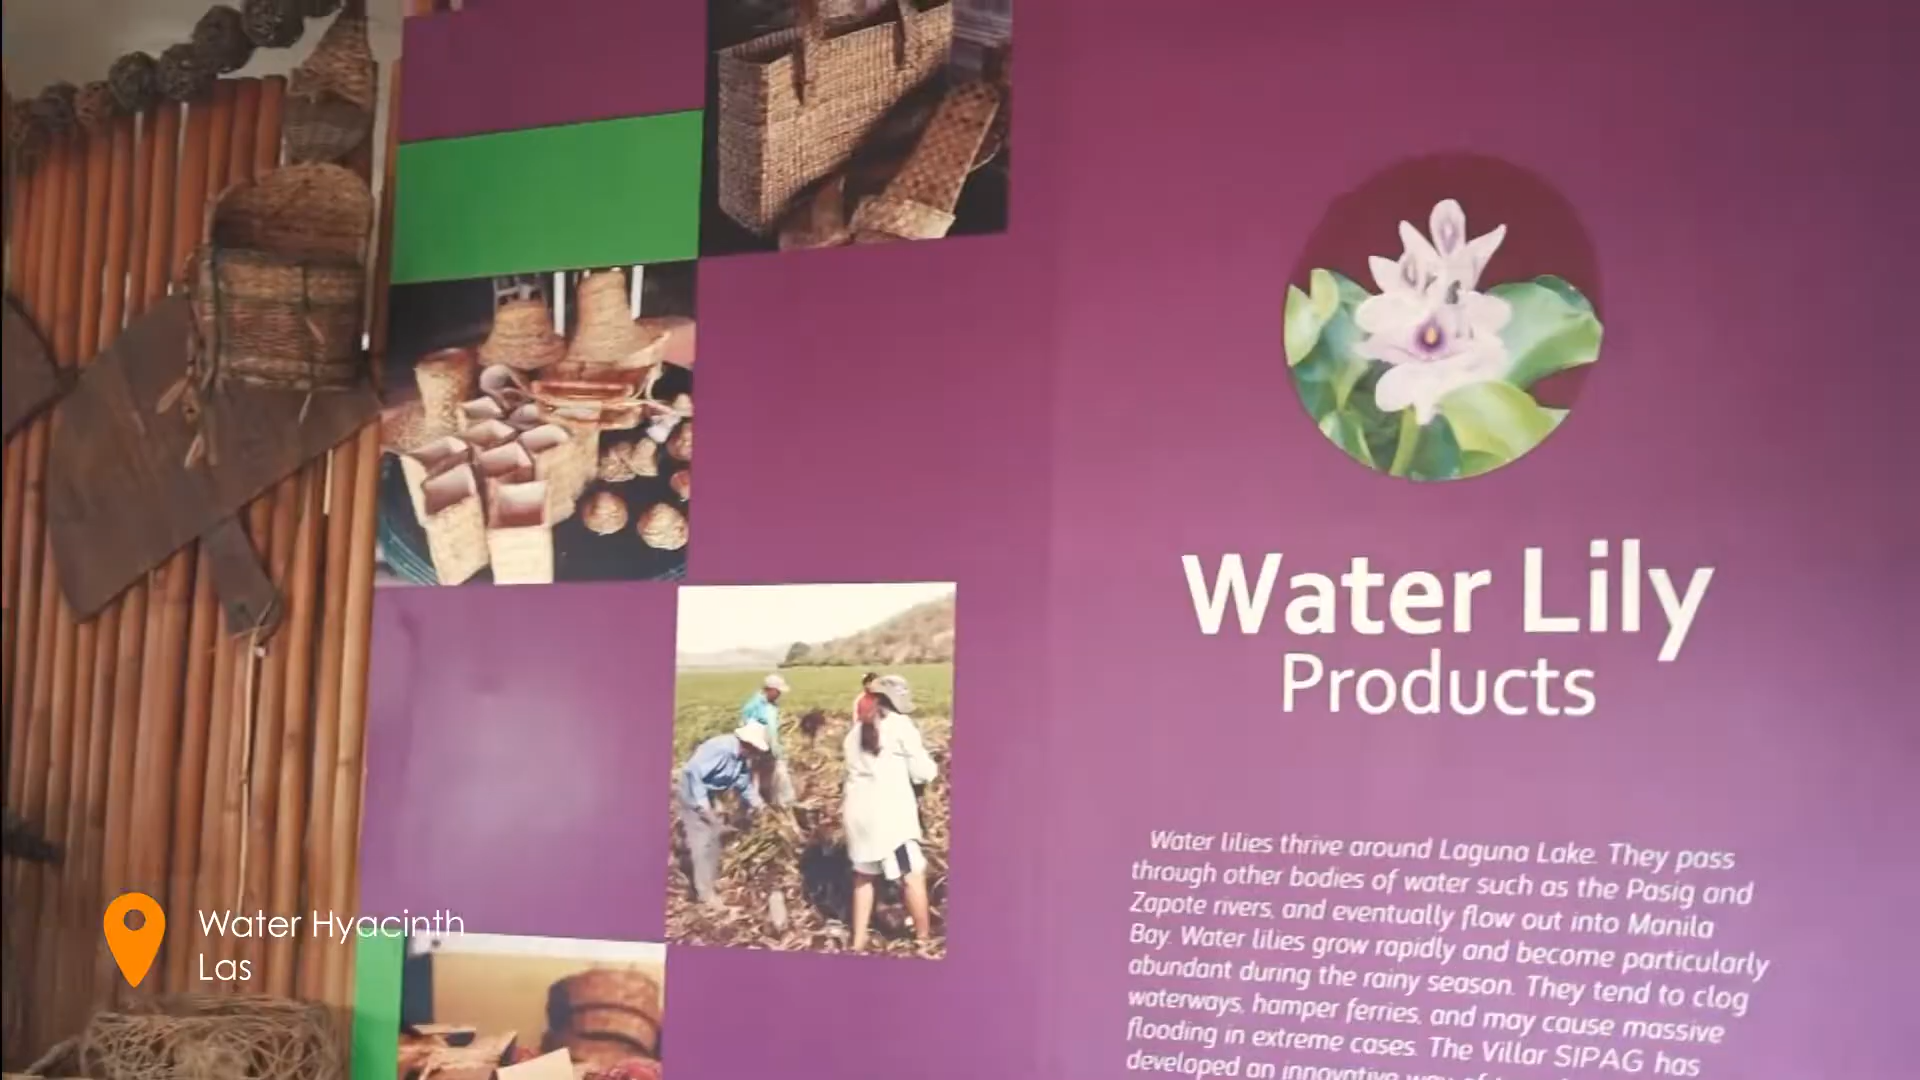 Water Lily
Products
Water lilies thrive around Laguna Lake. They pass
through other bodies of water such as the Pasig and
Zapote rivers, and eventually flow out into Manila
Bay. Water lilies grow rapidly and become particularly
abundant during the rainy season. They tend to clog
waterways, hamper ferries, and may cause massive
flooding in extreme cases. The Villar SIPAG has
developed an innovative way of
Water Hyacinth
Las